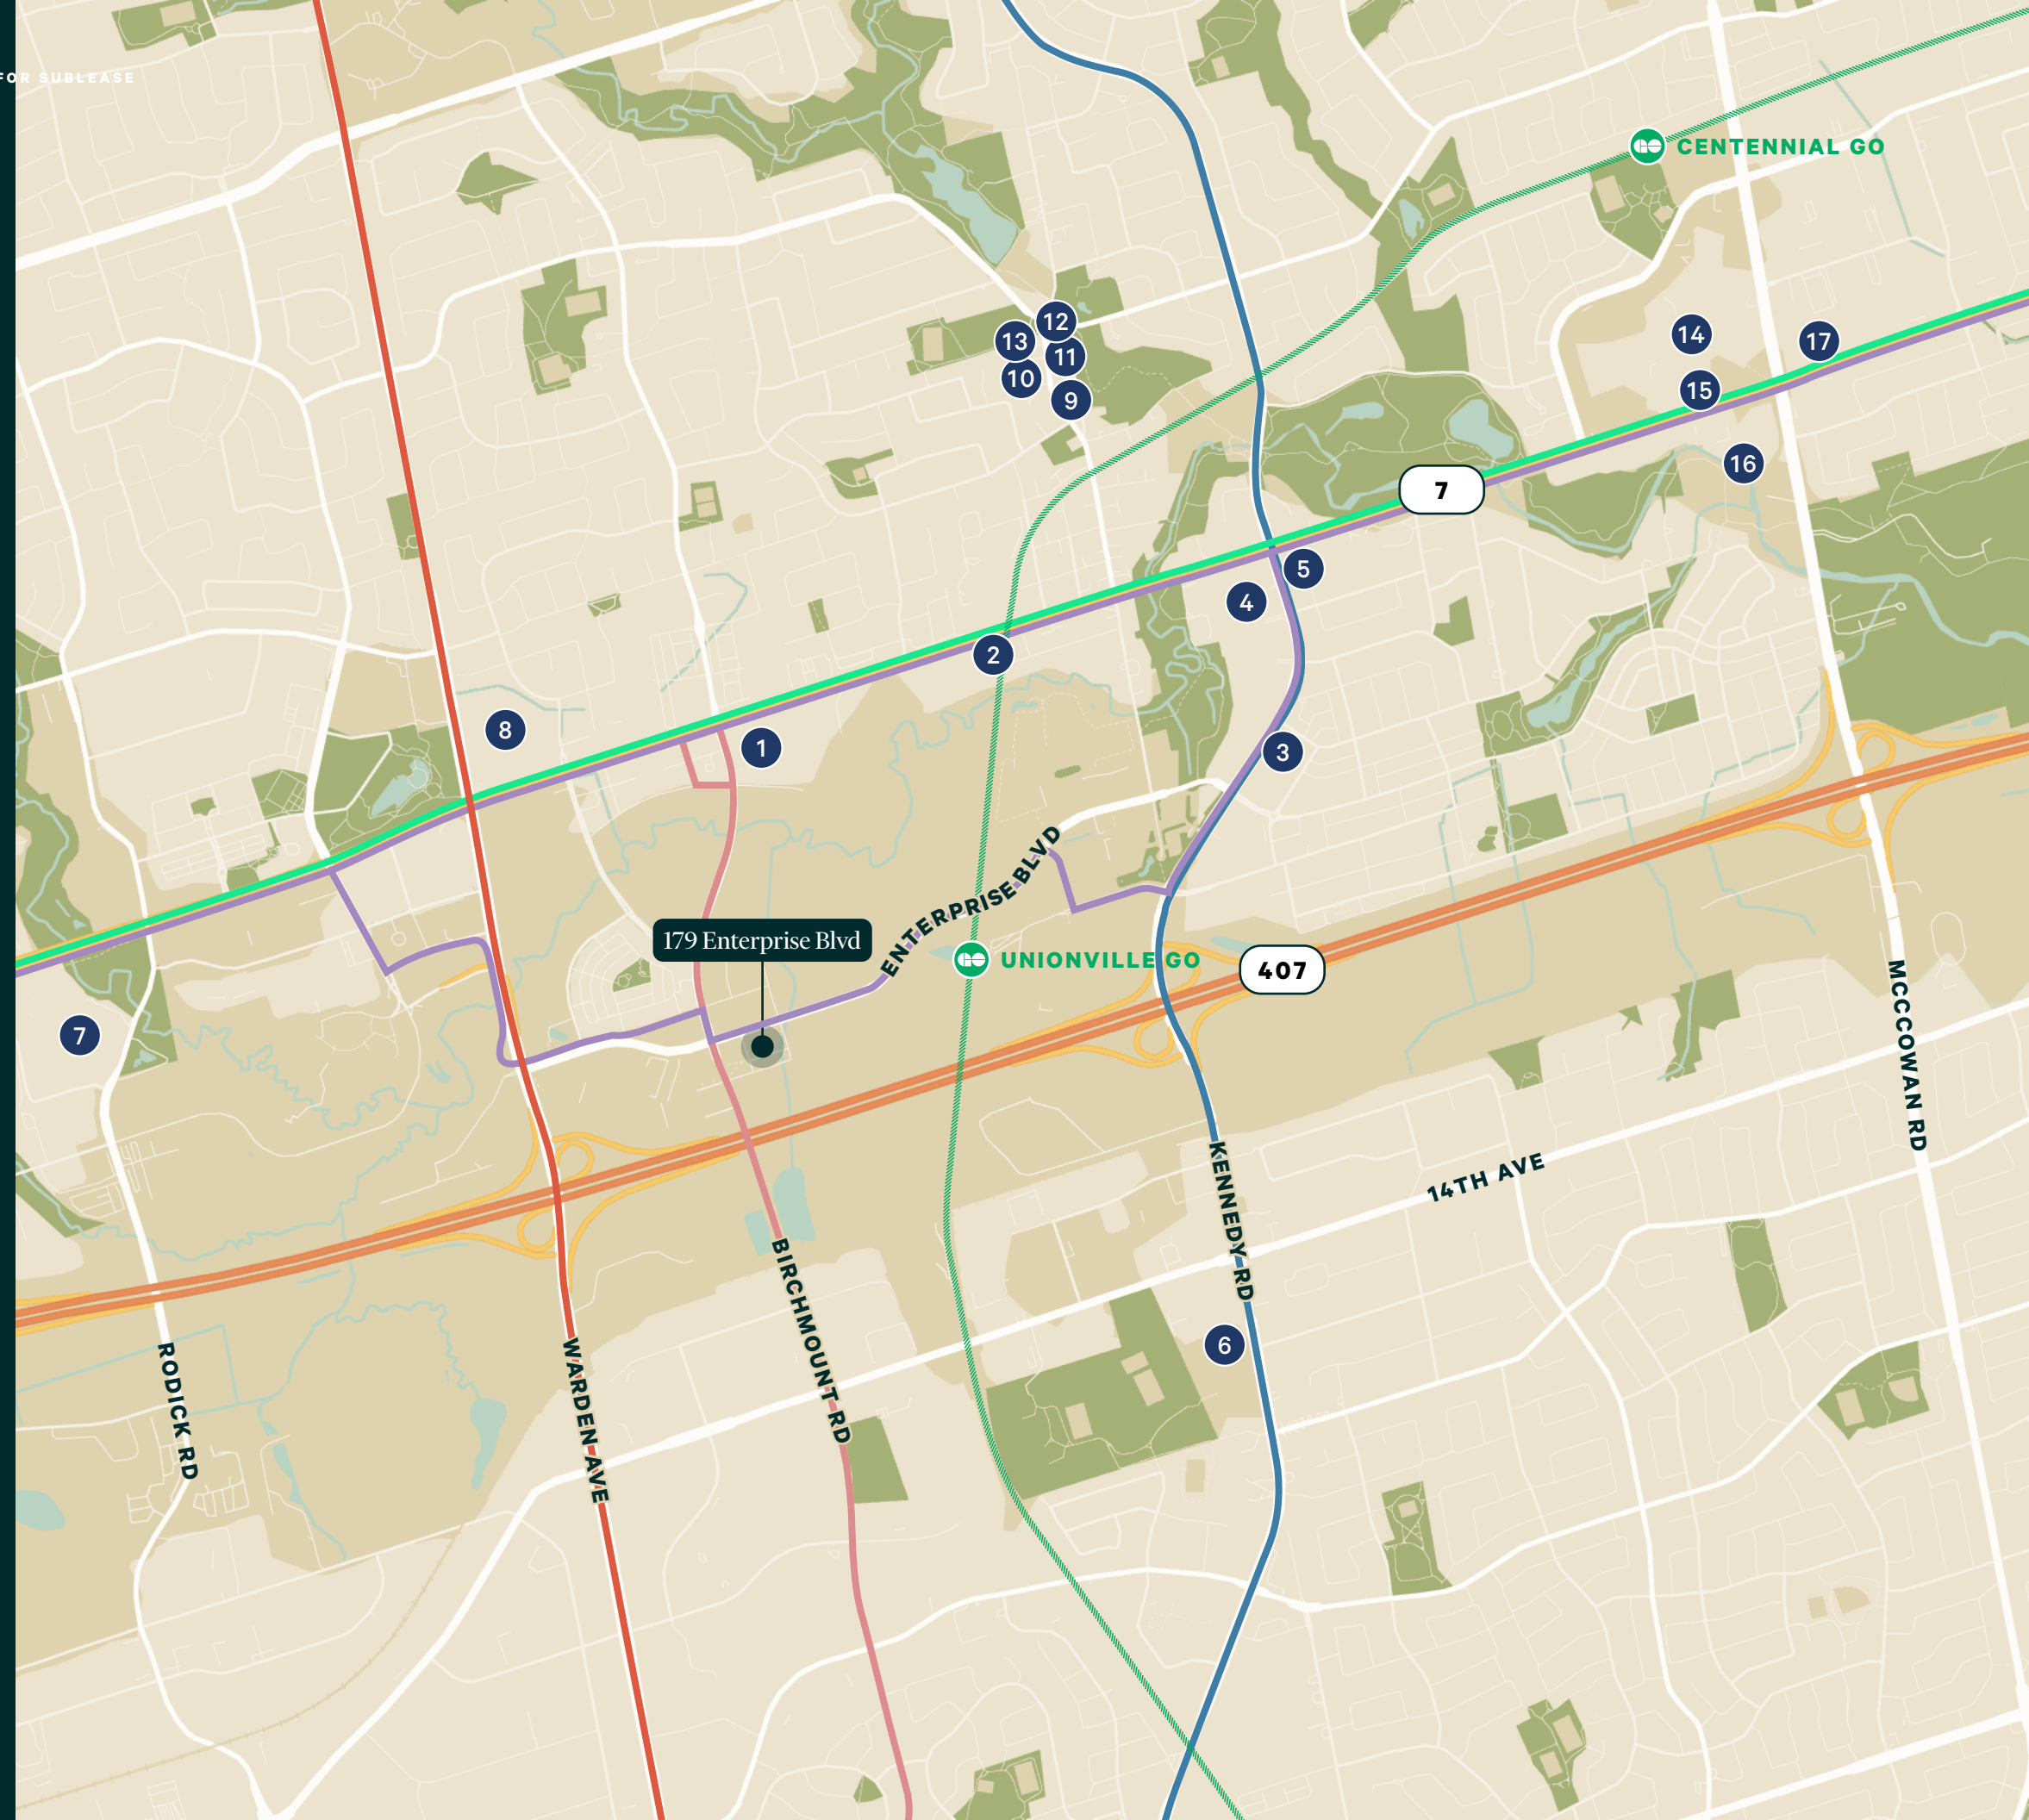 FOR SUBLEASE
CENTENNIAL GO
12
13
11
10
9
14
17
15
16
7
5
4
2
8
1
3
ENTERPRISE BLVD
179 Enterprise Blvd
UNIONVILLE GO
407
7
MCCOWAN RD
KENNEDY RD
14TH AVE
BIRCHMOUNT RD
6
RODICK RD
WARDEN AVE